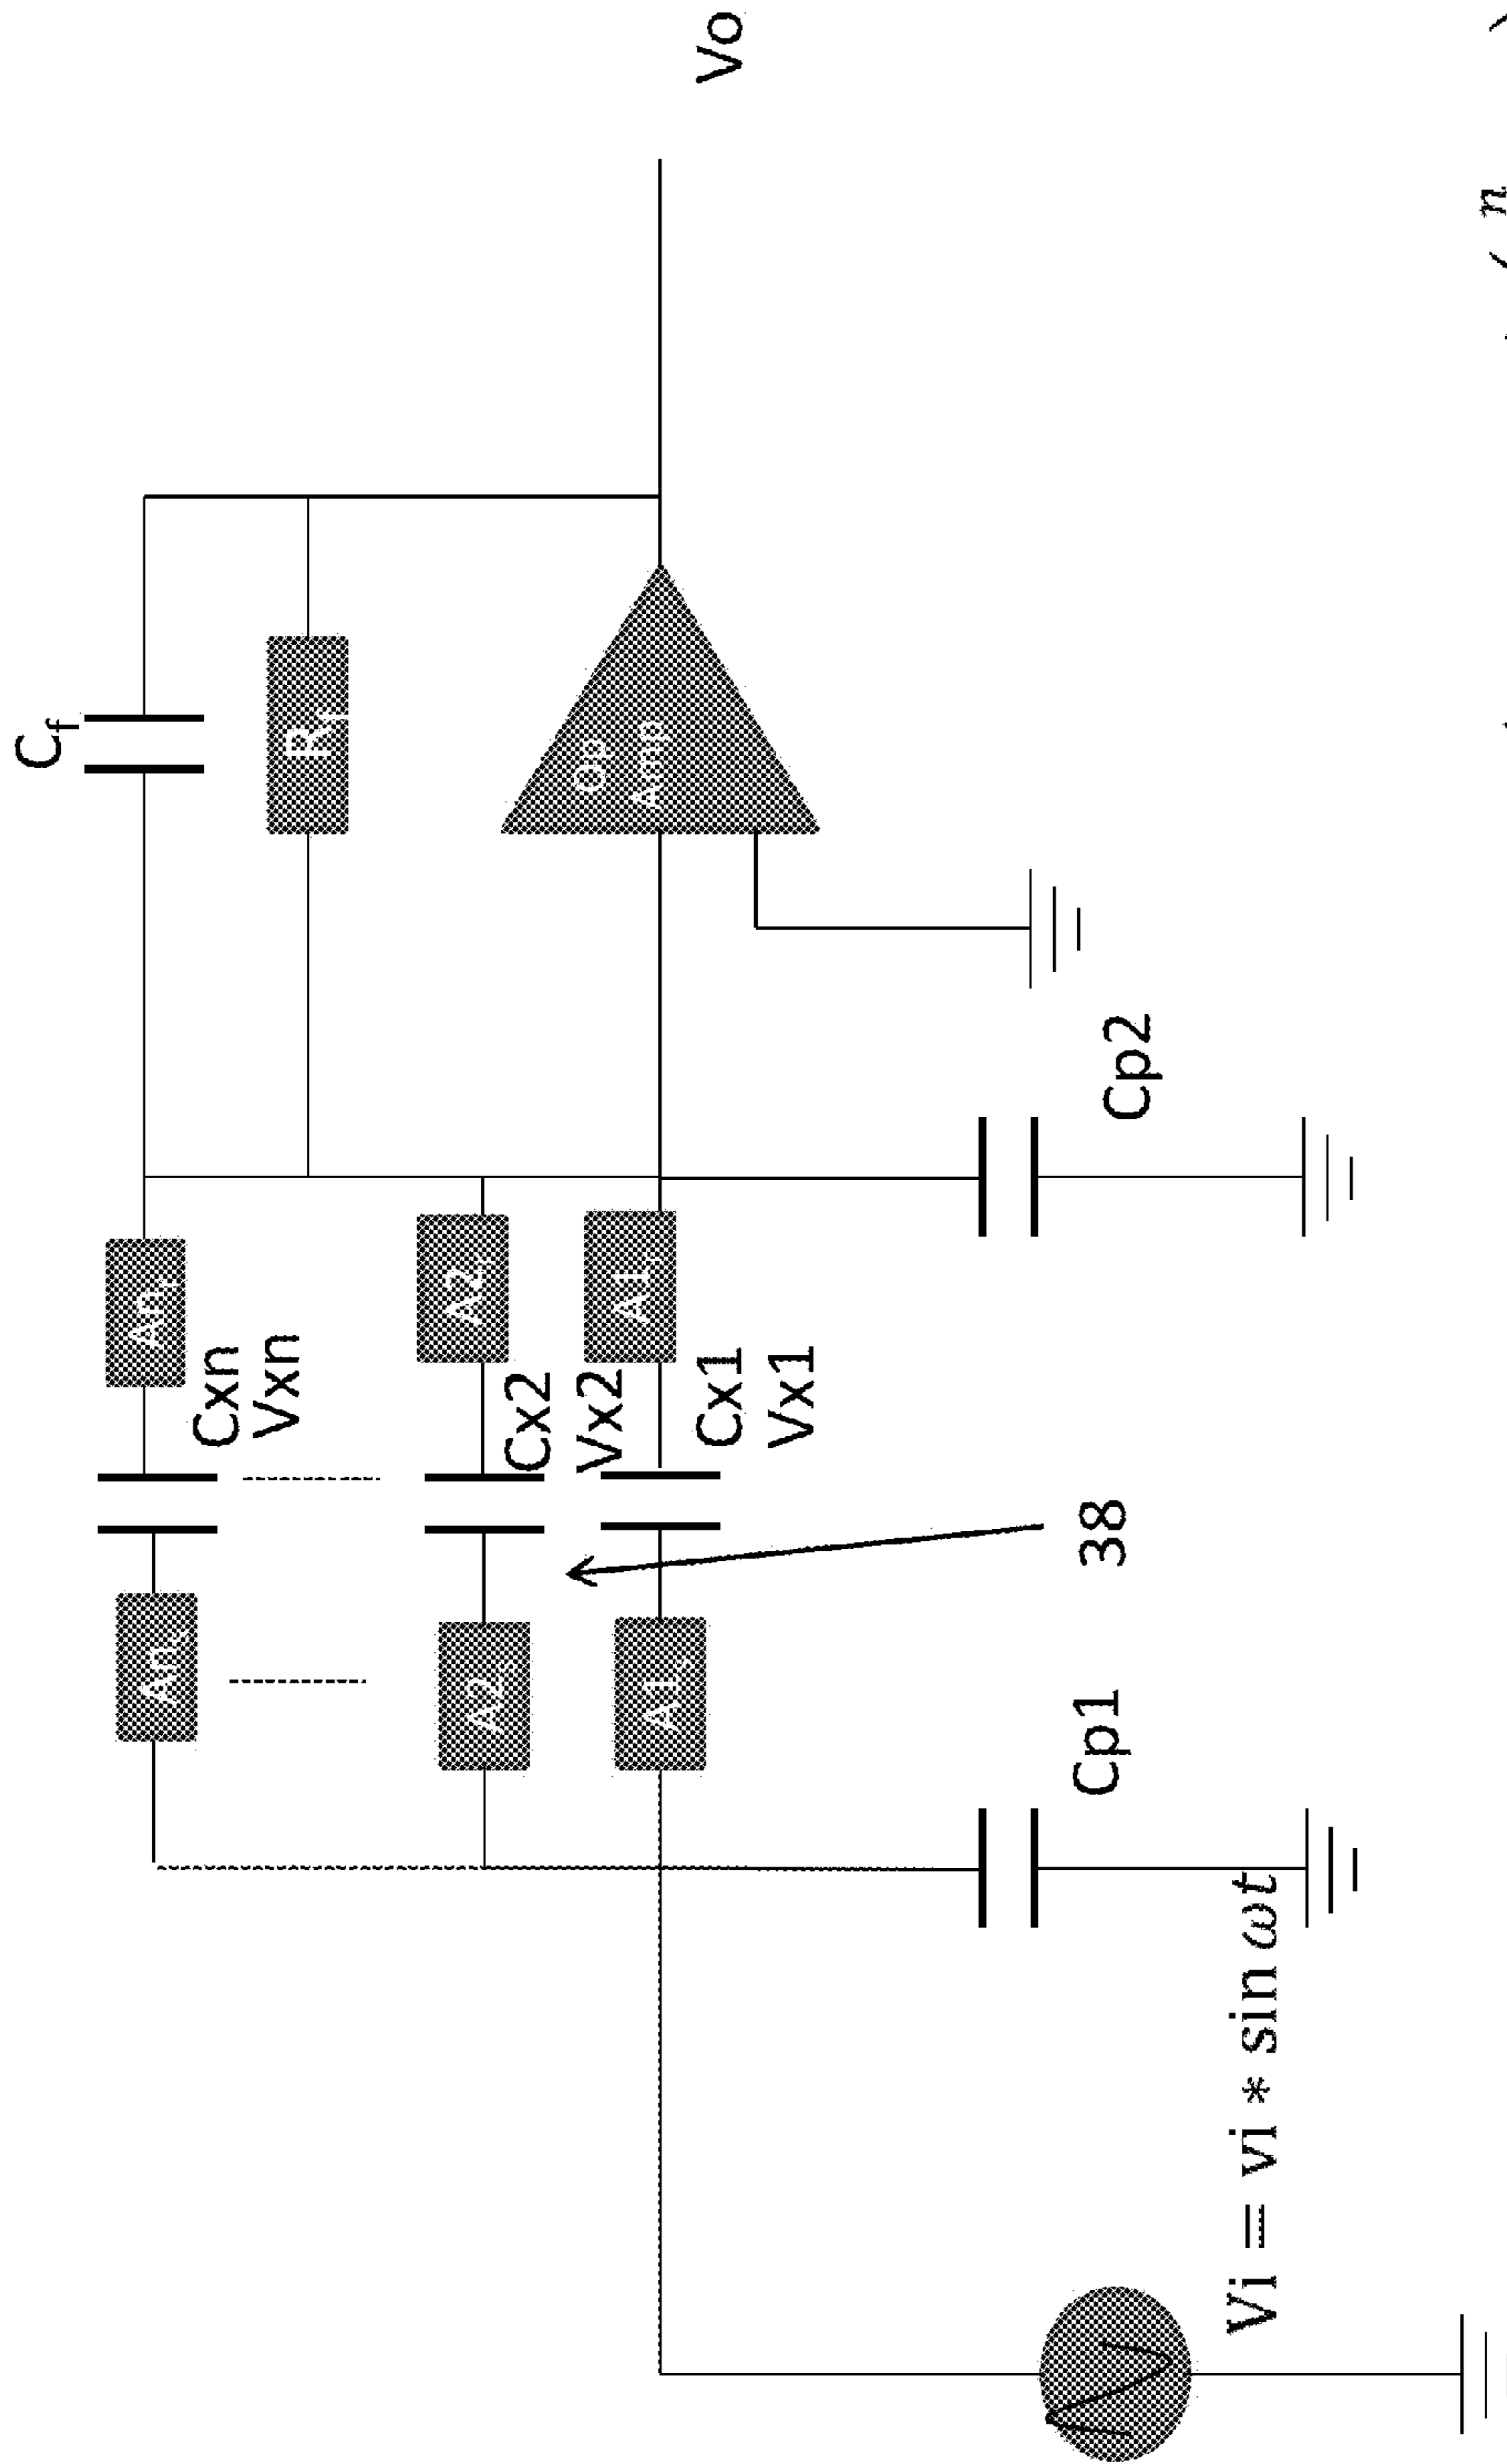 Vo
Cf
Rf
Op
Amp
An
Cxn
Vxn
A2
Cx2
Vx2
A1
Cx1
Vx1
Cp2
An
A2
A1
38
Cp1
Vi = vi ∗ sin ωt
n